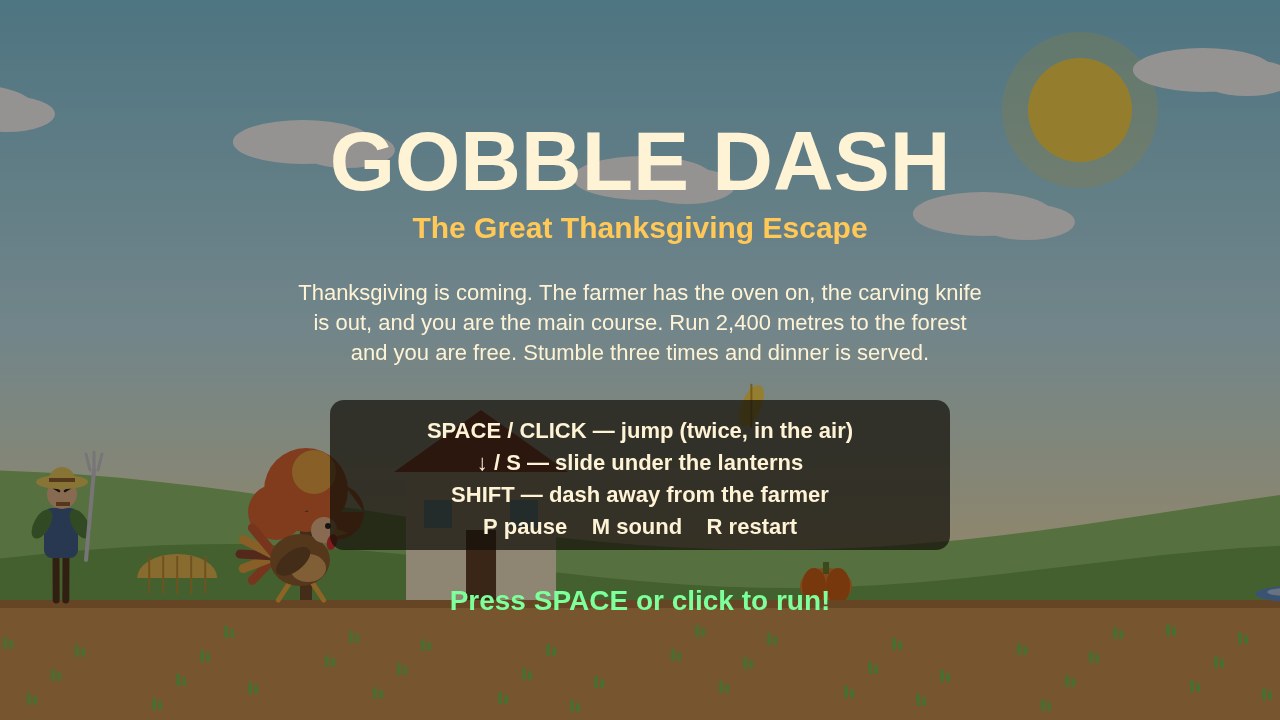 GOBBLE DASH
The Great Thanksgiving Escape
Thanksgiving is coming. The farmer has the oven on, the carving knife
is out, and you are the main course. Run 2,400 metres to the forest
and you are free. Stumble three times and dinner is served.
SPACE / CLICK — jump (twice, in the air)
↓ / S — slide under the lanterns
SHIFT — dash away from the farmer
P pause    M sound    R restart
Press SPACE or click to run!